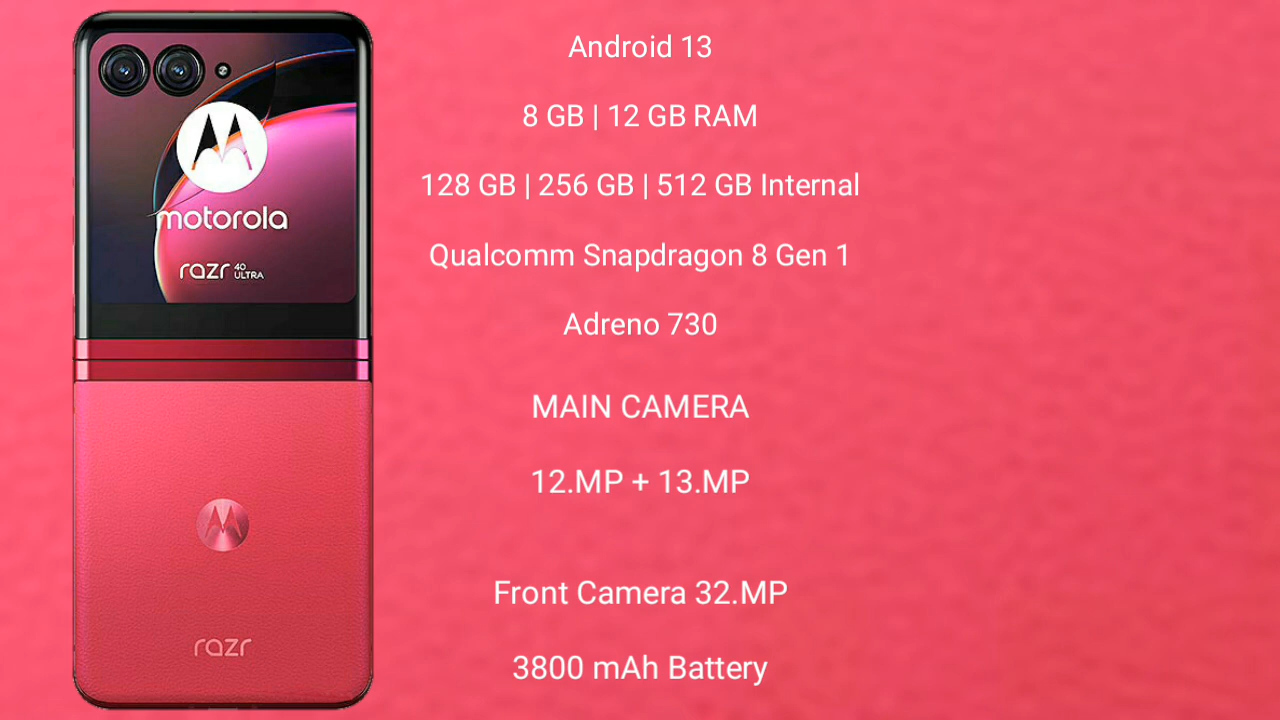 motorola
razr 40 ULTRA
razr
Android 13
8 GB | 12 GB RAM
128 GB | 256 GB | 512 GB Internal
Qualcomm Snapdragon 8 Gen 1
Adreno 730
MAIN CAMERA
12.MP + 13.MP
Front Camera 32.MP
3800 mAh Battery